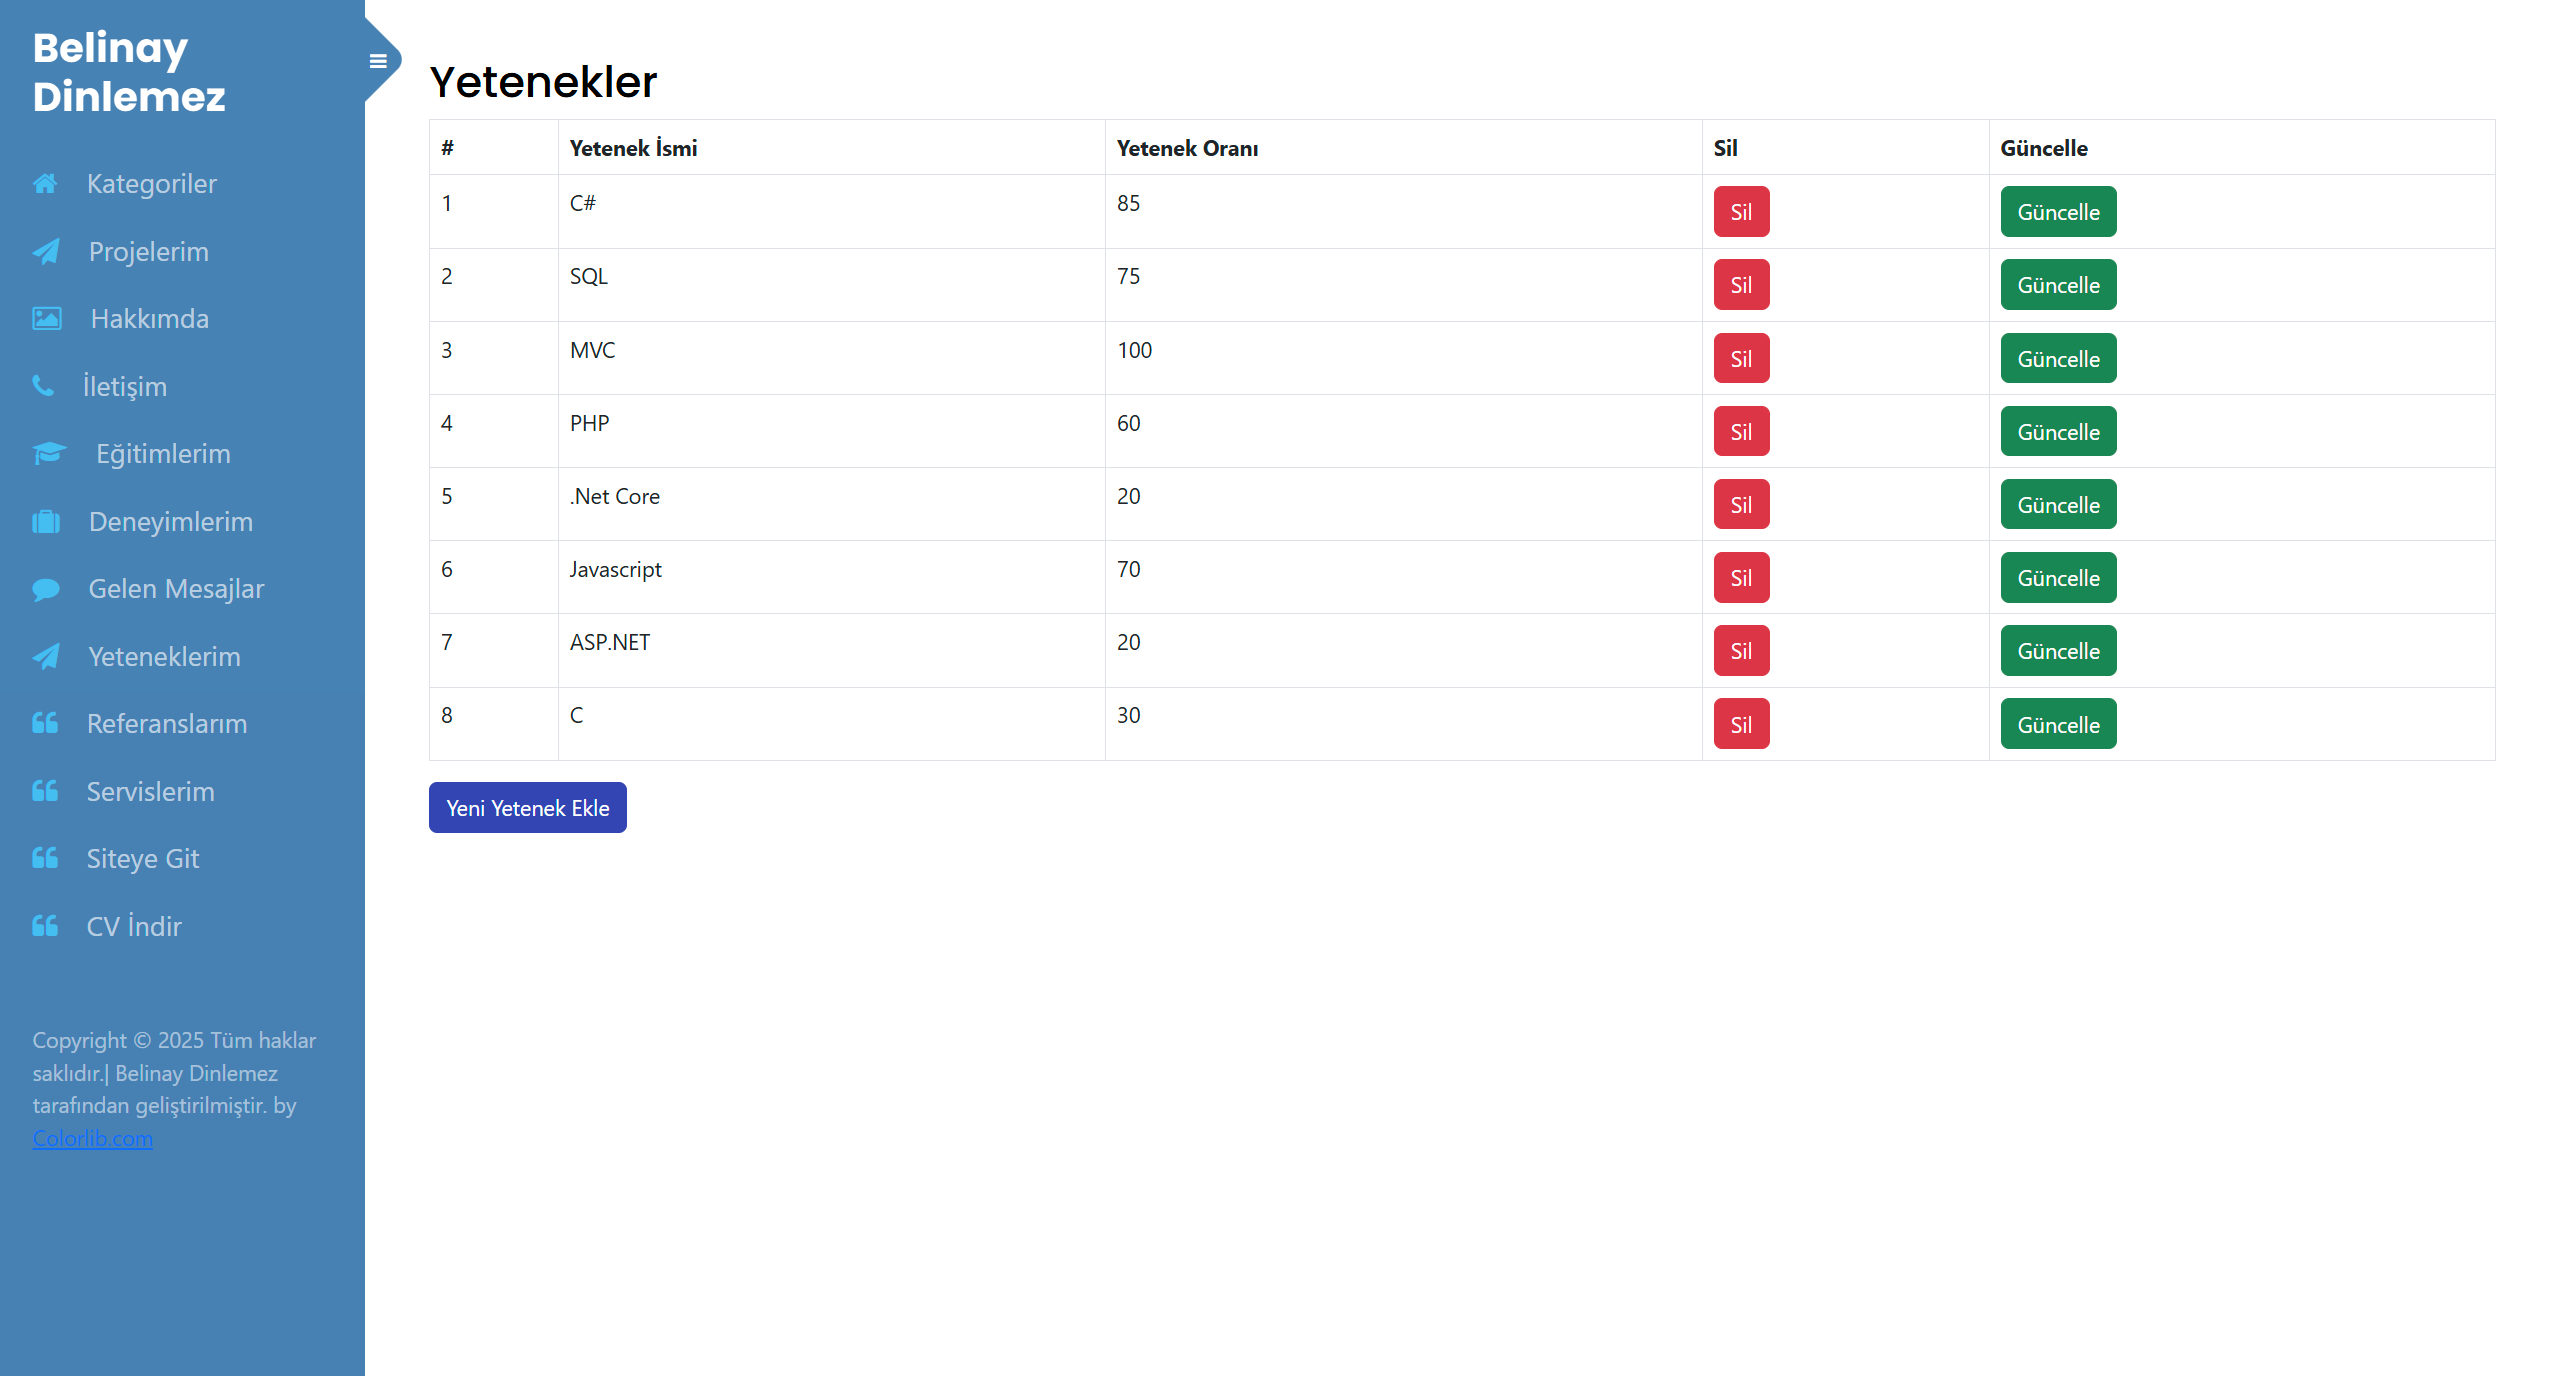 Belinay
Dinlemez
Kategoriler
Projelerim
Hakkımda
İletişim
Eğitimlerim
Deneyimlerim
Gelen Mesajlar
Yeteneklerim
Referanslarım
Servislerim
Siteye Git
CV İndir
Copyright © 2025 Tüm haklar
saklıdır.| Belinay Dinlemez
tarafından geliştirilmiştir. by
Colorlib.com
Yetenekler
# Yetenek İsmi Yetenek Oranı Sil Güncelle
1 C# 85 Sil Güncelle
2 SQL 75 Sil Güncelle
3 MVC 100 Sil Güncelle
4 PHP 60 Sil Güncelle
5 .Net Core 20 Sil Güncelle
6 Javascript 70 Sil Güncelle
7 ASP.NET 20 Sil Güncelle
8 C 30 Sil Güncelle
Yeni Yetenek Ekle